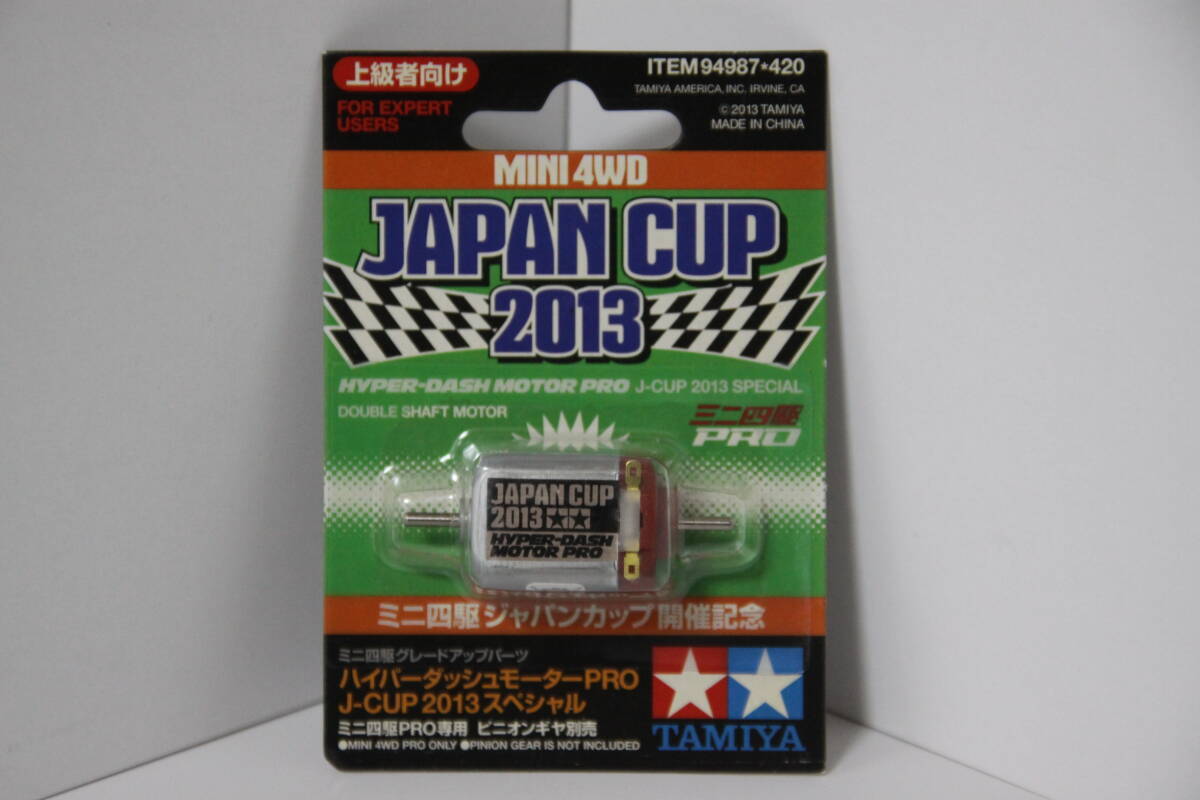 上級者向け
FOR EXPERT
USERS
ITEM 94987*420
TAMIYA AMERICA, INC. IRVINE, CA
©2013 TAMIYA
MADE IN CHINA
MINI 4WD
JAPAN CUP
2013
HYPER-DASH MOTOR PRO J-CUP 2013 SPECIAL
DOUBLE SHAFT MOTOR
ミニ四駆
PRO
JAPAN CUP
2013
HYPER-DASH
MOTOR PRO
ミニ四駆 ジャパンカップ 開催記念
ミニ四駆グレードアップパーツ
ハイパーダッシュモーターPRO
J-CUP 2013 スペシャル
ミニ四駆PRO専用 ピニオンギヤ別売
●MINI 4WD PRO ONLY ●PINION GEAR IS NOT INCLUDED
TAMIYA